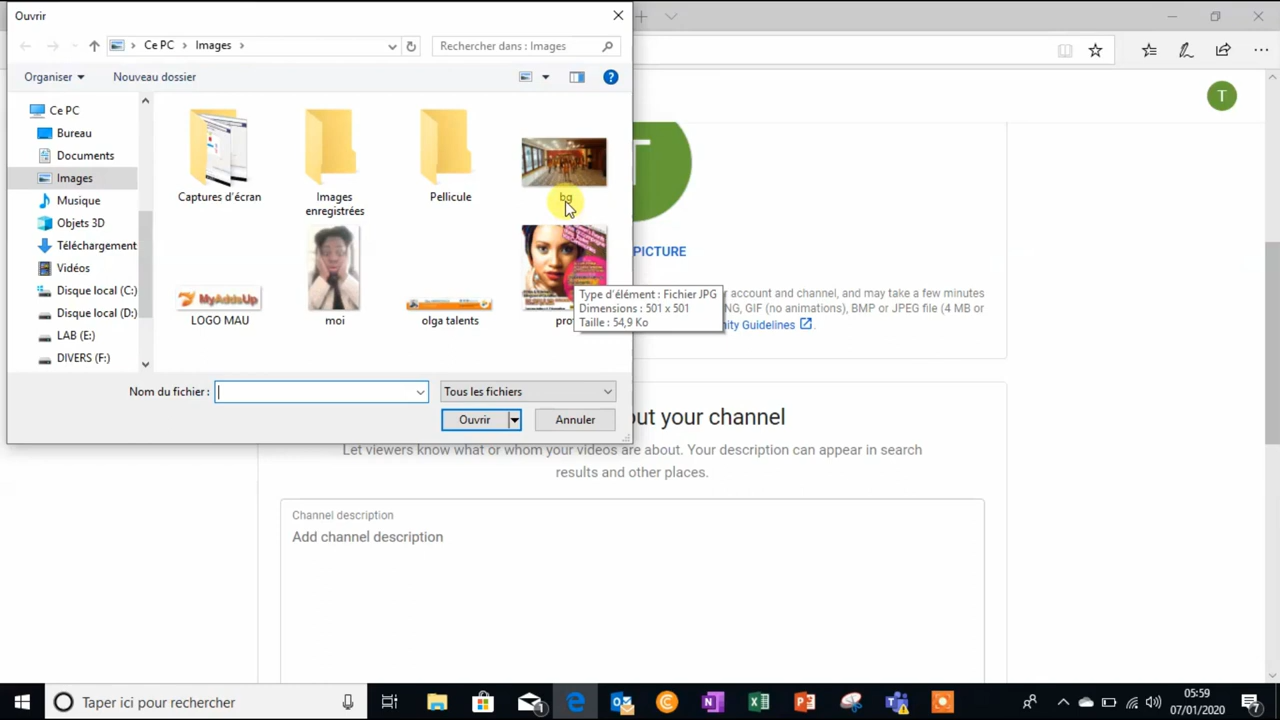 Ouvrir
Ce PC
Images
Rechercher dans : Images
Organiser
Nouveau dossier
Ce PC
Bureau
Documents
Images
Musique
Objets 3D
Téléchargement
Vidéos
Disque local (C:)
Disque local (D:)
LAB (E:)
DIVERS (F:)
Captures d'écran
Images
enregistrées
Pellicule
bg
MyAddsUp
LOGO MAU
moi
olga talents
Type d'élément : Fichier JPG
Dimensions : 501 x 501
Taille : 54,9 Ko
Nom du fichier :
Tous les fichiers
Ouvrir
Annuler
T
T
PICTURE
account and channel, and may take a few minutes
NG, GIF (no animations), BMP or JPEG file (4 MB or
Guidelines
out your channel
Let viewers know what or whom your videos are about. Your description can appear in search
results and other places.
Channel description
Add channel description
Taper ici pour rechercher
05:59
07/01/2020